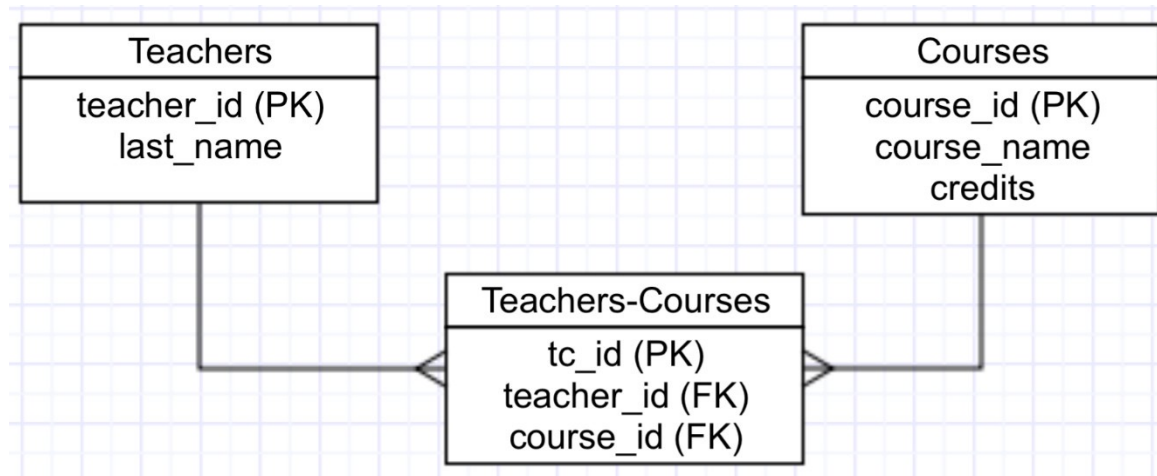 Teachers
teacher_id (PK)
last_name
Courses
course_id (PK)
course_name
credits
Teachers-Courses
tc_id (PK)
teacher_id (FK)
course_id (FK)